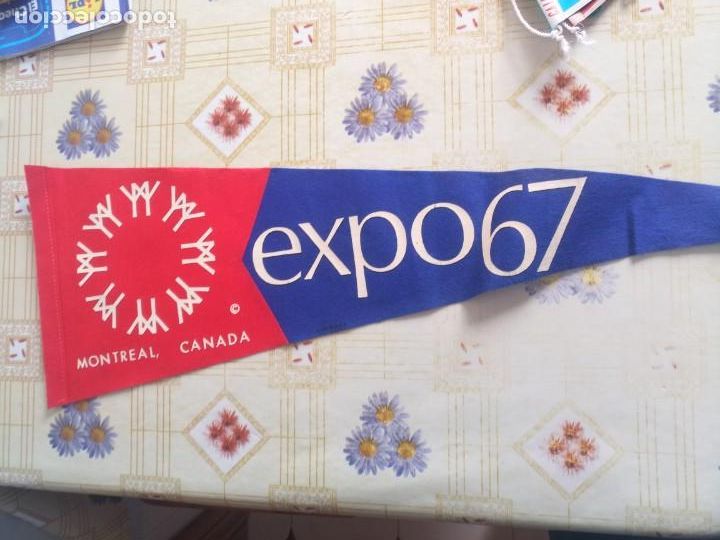 todocoleccion
expo67
©
MONTREAL, CANADA